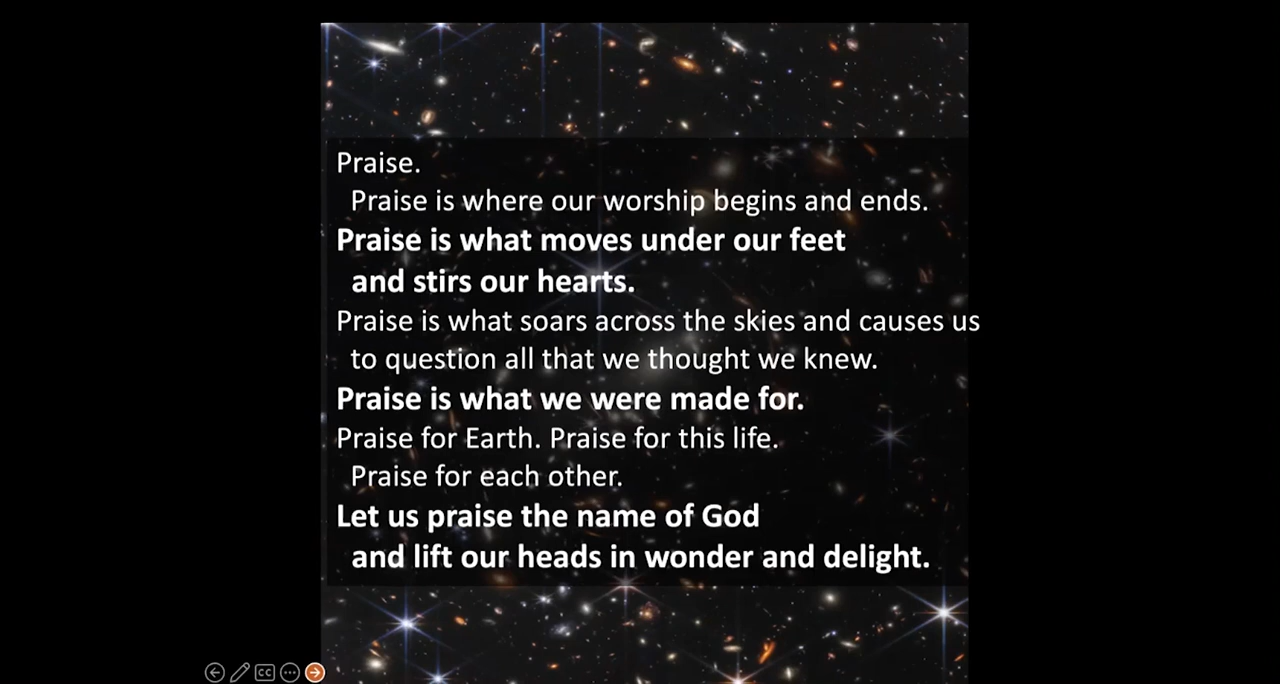 Praise.
Praise is where our worship begins and ends.
Praise is what moves under our feet
and stirs our hearts.
Praise is what soars across the skies and causes us
to question all that we thought we knew.
Praise is what we were made for.
Praise for Earth. Praise for this life.
Praise for each other.
Let us praise the name of God
and lift our heads in wonder and delight.
CC